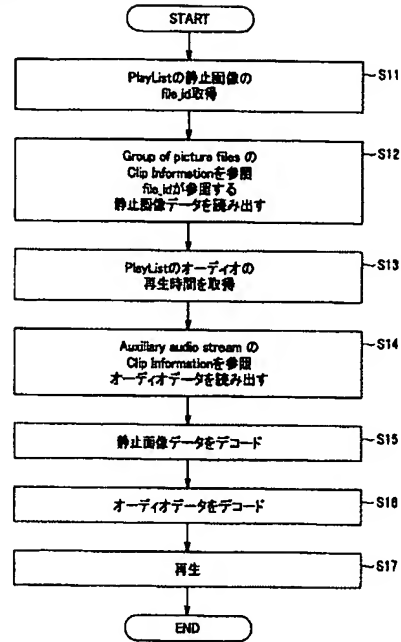 START
PlayListの静止画像の
file_id取得
S11
Group of picture files の
Clip Informationを参照
file_idが参照する
静止画像データを読み出す
S12
PlayListのオーディオの
再生時間を取得
S13
Auxiliary audio stream の
Clip Informationを参照
オーディオデータを読み出す
S14
静止画像データをデコード
S15
オーディオデータをデコード
S16
再生
S17
END